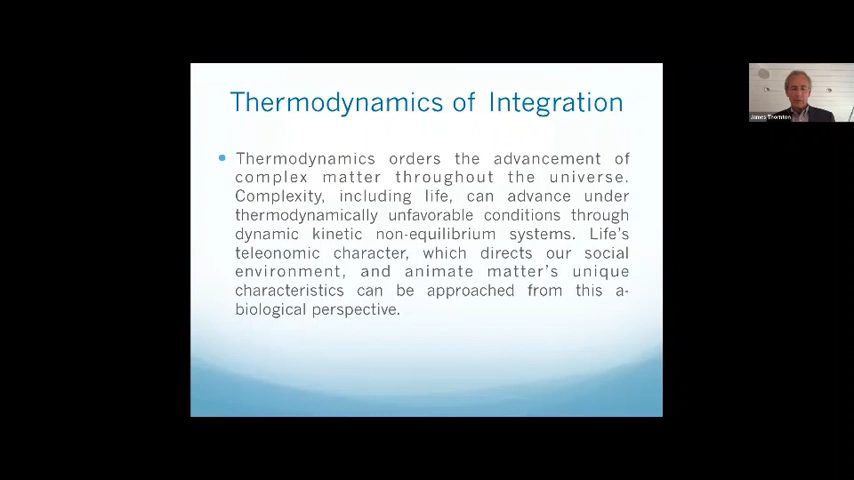 Thermodynamics of Integration
Thermodynamics orders the advancement of
complex matter throughout the universe.
Complexity, including life, can advance under
thermodynamically unfavorable conditions through
dynamic kinetic non-equilibrium systems. Life's
teleonomic character, which directs our social
environment, and animate matter's unique
characteristics can be approached from this a-
biological perspective.
James Thornton